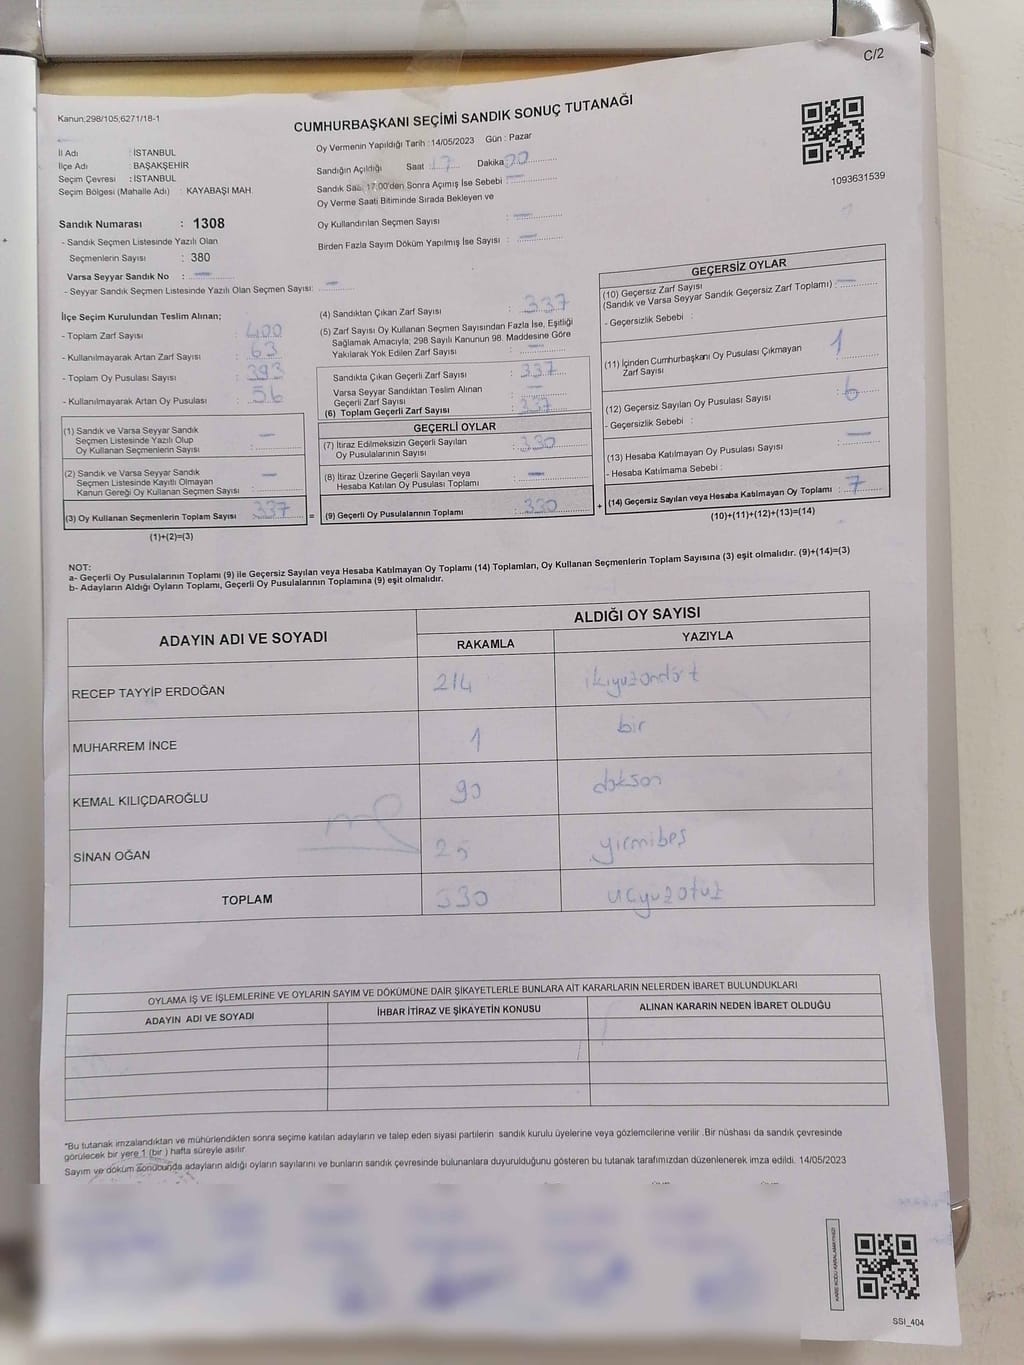 C/2
Kanun;298/105;6271/18-1
CUMHURBAŞKANI SEÇİMİ SANDIK SONUÇ TUTANAĞI
1093631539
İl Adı : İSTANBUL
İlçe Adı : BAŞAKŞEHİR
Seçim Çevresi : İSTANBUL
Seçim Bölgesi (Mahalle Adı) : KAYABAŞI MAH.
Sandık Numarası : 1308
- Sandık Seçmen Listesinde Yazılı Olan
Seçmenlerin Sayısı : 380
Varsa Seyyar Sandık No : —
- Seyyar Sandık Seçmen Listesinde Yazılı Olan Seçmen Sayısı: —
Oy Vermenin Yapıldığı Tarih : 14/05/2023 Gün : Pazar
Sandığın Açıldığı Saat 17 Dakika
Sandık Saat 17:00'den Sonra Açımış İse Sebebi : —
Oy Verme Saati Bitiminde Sırada Bekleyen ve
Oy Kullandırılan Seçmen Sayısı : —
Birden Fazla Sayım Döküm Yapılmış İse Sayısı : —
İlçe Seçim Kurulundan Teslim Alınan;
- Toplam Zarf Sayısı : 400
- Kullanılmayarak Artan Zarf Sayısı : 63
- Toplam Oy Pusulası Sayısı : 393
- Kullanılmayarak Artan Oy Pusulası : 56
(1) Sandık ve Varsa Seyyar Sandık
Seçmen Listesinde Yazılı Olup
Oy Kullanan Seçmenlerin Sayısı : —
(2) Sandık ve Varsa Seyyar Sandık
Seçmen Listesinde Kayıtlı Olmayan
Kanun Gereği Oy Kullanan Seçmen Sayısı : —
(3) Oy Kullanan Seçmenlerin Toplam Sayısı : 337
(1)+(2)=(3)
(4) Sandıktan Çıkan Zarf Sayısı : 337
(5) Zarf Sayısı Oy Kullanan Seçmen Sayısından Fazla İse, Eşitliği
Sağlamak Amacıyla, 298 Sayılı Kanunun 98. Maddesine Göre
Yakılarak Yok Edilen Zarf Sayısı : —
Sandıkta Çıkan Geçerli Zarf Sayısı : 337
Varsa Seyyar Sandıktan Teslim Alınan
Geçerli Zarf Sayısı : —
(6) Toplam Geçerli Zarf Sayısı : 337
GEÇERLİ OYLAR
(7) İtiraz Edilmeksizin Geçerli Sayılan
Oy Pusulalarının Sayısı : 330
(8) İtiraz Üzerine Geçerli Sayılan veya
Hesaba Katılan Oy Pusulası Toplamı : —
= (9) Geçerli Oy Pusulalarının Toplamı : 330
GEÇERSİZ OYLAR
(10) Geçersiz Zarf Sayısı
(Sandık ve Varsa Seyyar Sandık Geçersiz Zarf Toplamı) : —
- Geçersizlik Sebebi :
(11) İçinden Cumhurbaşkanı Oy Pusulası Çıkmayan
Zarf Sayısı : 1
(12) Geçersiz Sayılan Oy Pusulası Sayısı : 6
- Geçersizlik Sebebi :
(13) Hesaba Katılmayan Oy Pusulası Sayısı : —
- Hesaba Katılmama Sebebi :
+ (14) Geçersiz Sayılan veya Hesaba Katılmayan Oy Toplamı : 7
(10)+(11)+(12)+(13)=(14)
NOT:
a- Geçerli Oy Pusulalarının Toplamı (9) ile Geçersiz Sayılan veya Hesaba Katılmayan Oy Toplamı (14) Toplamları, Oy Kullanan Seçmenlerin Toplam Sayısına (3) eşit olmalıdır. (9)+(14)=(3)
b- Adayların Aldığı Oyların Toplamı, Geçerli Oy Pusulalarının Toplamına (9) eşit olmalıdır.
ADAYIN ADI VE SOYADI
ALDIĞI OY SAYISI
RAKAMLA YAZIYLA
RECEP TAYYİP ERDOĞAN 214 ikiyuzondört
MUHARREM İNCE 1 bir
KEMAL KILIÇDAROĞLU 90 doksan
SİNAN OĞAN 25 yirmibeş
TOPLAM 330 ucyuzotuz
OYLAMA İŞ VE İŞLEMLERİNE VE OYLARIN SAYIM VE DÖKÜMÜNE DAİR ŞİKAYETLERLE BUNLARA AİT KARARLARIN NELERDEN İBARET BULUNDUKLARI
ADAYIN ADI VE SOYADI İHBAR İTİRAZ VE ŞİKAYETİN KONUSU ALINAN KARARIN NEDEN İBARET OLDUĞU
*Bu tutanak imzalandıktan ve mühürlendikten sonra seçime katılan adayların ve talep eden siyasi partilerin sandık kurulu üyelerine veya gözlemcilerine verilir .Bir nüshası da sandık çevresinde
görülecek bir yere 1 (bir ) hafta süreyle asılır
Sayım ve döküm sonucunda adayların aldığı oyların sayılarını ve bunların sandık çevresinde bulunanlara duyurulduğunu gösteren bu tutanak tarafımızdan düzenlenerek imza edildi. 14/05/2023
KARE KODU KARALAMAYINIZ!
SSİ_404